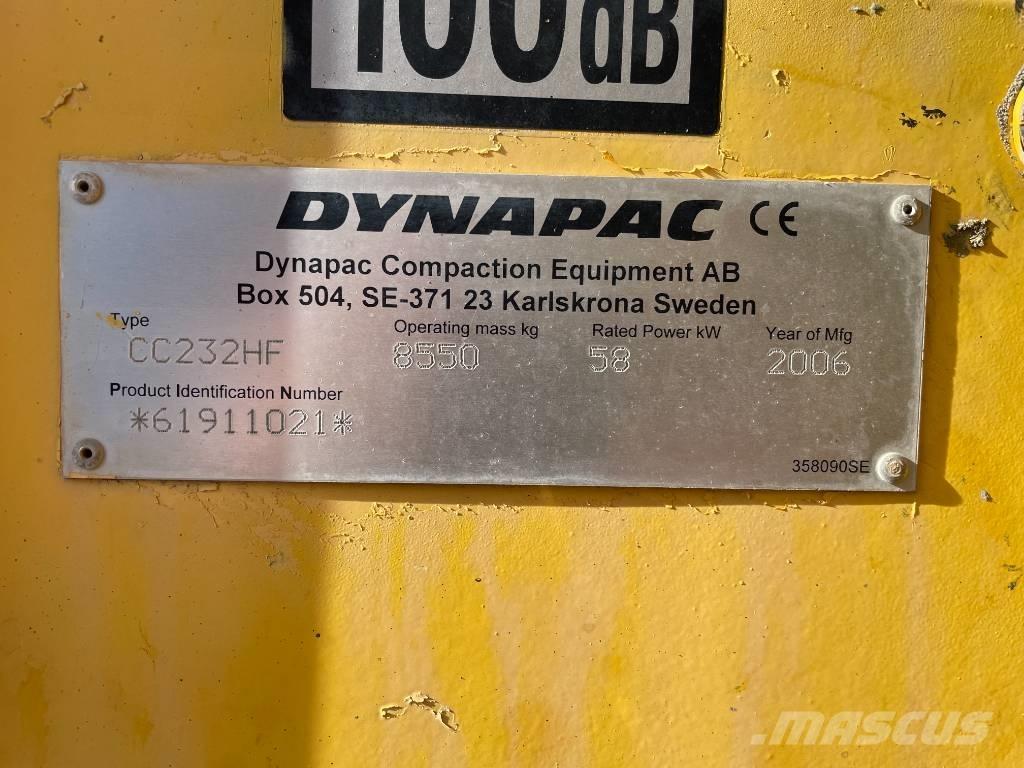 100dB
DYNAPAC CE
Dynapac Compaction Equipment AB
Box 504, SE-371 23 Karlskrona Sweden
Type Operating mass kg Rated Power kW Year of Mfg
CC232HF 8550 58 2006
Product Identification Number
*61911021*
358090SE
MASCUS